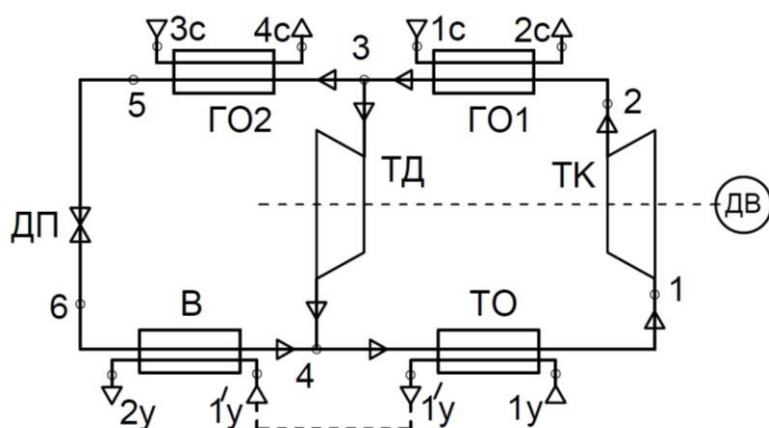 3с 4с 3 1с 2с
5 2
ГО2 ГО1
ТД ТК
ДВ
ДП
6 В ТО 1
4
2у 1′у 1′у 1у